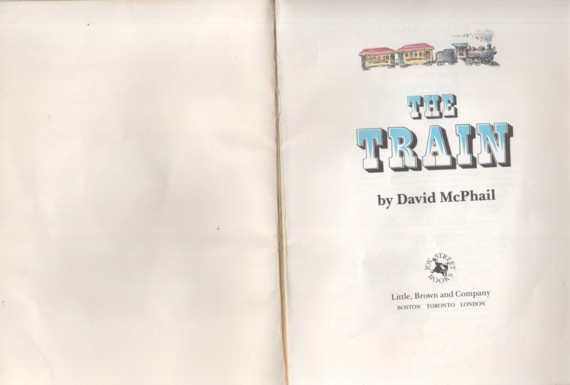 THE
TRAIN
by David McPhail
JOY STREET
BOOKS
Little, Brown and Company
BOSTON TORONTO LONDON